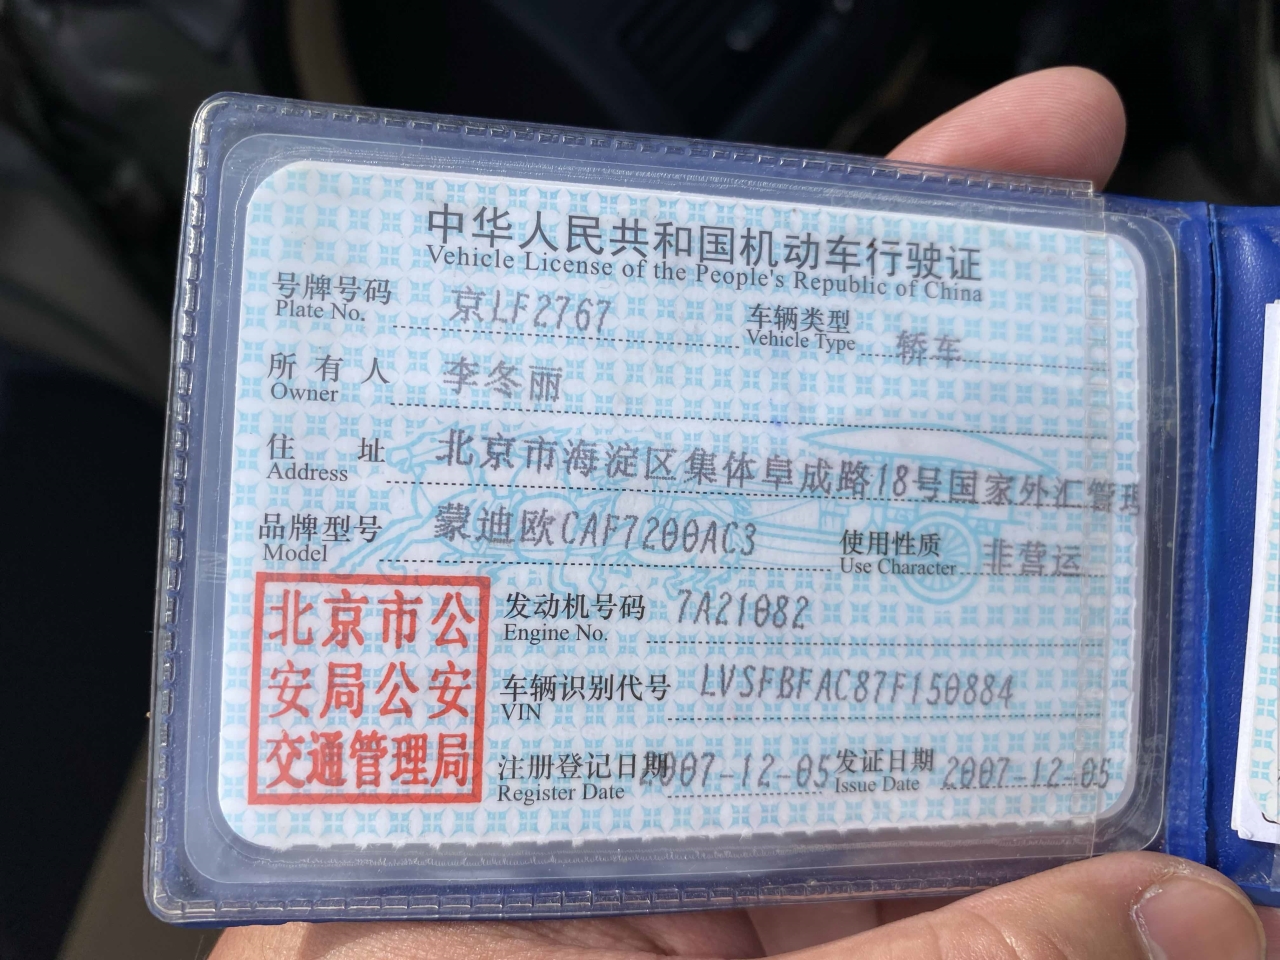 中华人民共和国机动车行驶证
Vehicle License of the People's Republic of China
号牌号码 京LF2767 车辆类型 轿车
Plate No. Vehicle Type
所有人 李冬丽
Owner
住址 北京市海淀区集体阜成路18号国家外汇管理
Address
品牌型号 蒙迪欧CAF7200AC3 使用性质 非营运
Model Use Character
北京市公
安局公安
交通管理局
发动机号码 7A21082
Engine No.
车辆识别代号 LVSFBFAC87F150884
VIN
注册登记日期 2007-12-05 发证日期 2007-12-05
Register Date Issue Date